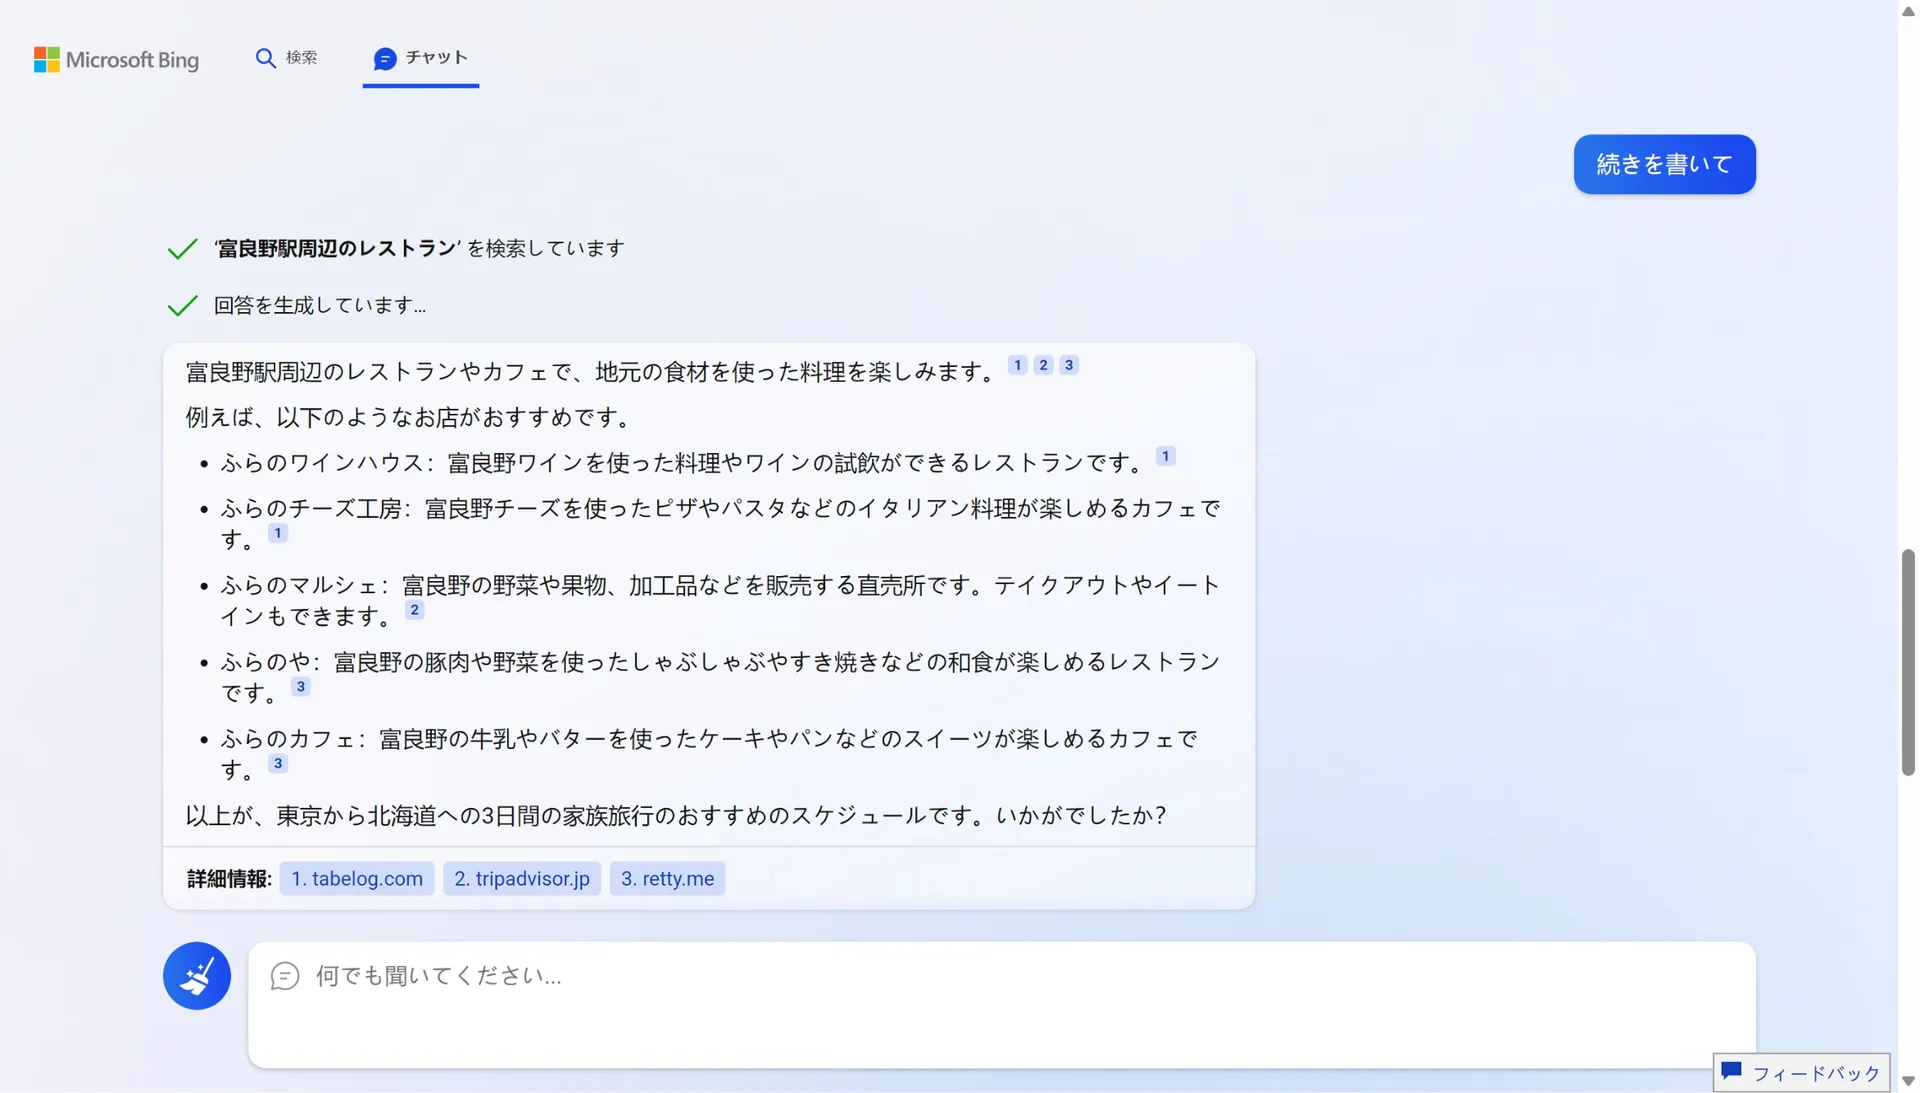 Microsoft Bing
検索
チャット
続きを書いて
‘富良野駅周辺のレストラン’ を検索しています
回答を生成しています...
富良野駅周辺のレストランやカフェで、地元の食材を使った料理を楽しみます。 1 2 3
例えば、以下のようなお店がおすすめです。
• ふらのワインハウス：富良野ワインを使った料理やワインの試飲ができるレストランです。 1
• ふらのチーズ工房：富良野チーズを使ったピザやパスタなどのイタリアン料理が楽しめるカフェで
す。 1
• ふらのマルシェ：富良野の野菜や果物、加工品などを販売する直売所です。テイクアウトやイート
インもできます。 2
• ふらのや：富良野の豚肉や野菜を使ったしゃぶしゃぶやすき焼きなどの和食が楽しめるレストラン
です。 3
• ふらのカフェ：富良野の牛乳やバターを使ったケーキやパンなどのスイーツが楽しめるカフェで
す。 3
以上が、東京から北海道への3日間の家族旅行のおすすめのスケジュールです。いかがでしたか？
詳細情報: 1. tabelog.com 2. tripadvisor.jp 3. retty.me
何でも聞いてください...
フィードバック